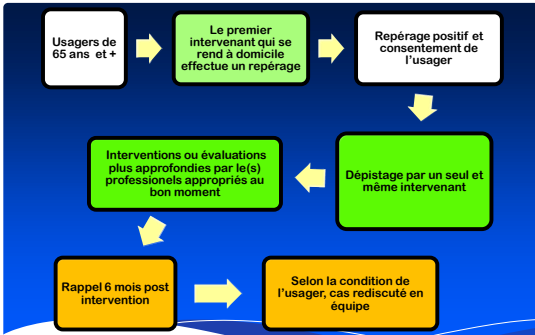 Usagers de
65 ans et +
Le premier
intervenant qui se
rend à domicile
effectue un repérage
Repérage positif et
consentement de
l'usager
Dépistage par un seul et
même intervenant
Interventions ou évaluations
plus approfondies par le(s)
professionels appropriés au
bon moment
Rappel 6 mois post
intervention
Selon la condition de
l'usager, cas rediscuté en
équipe